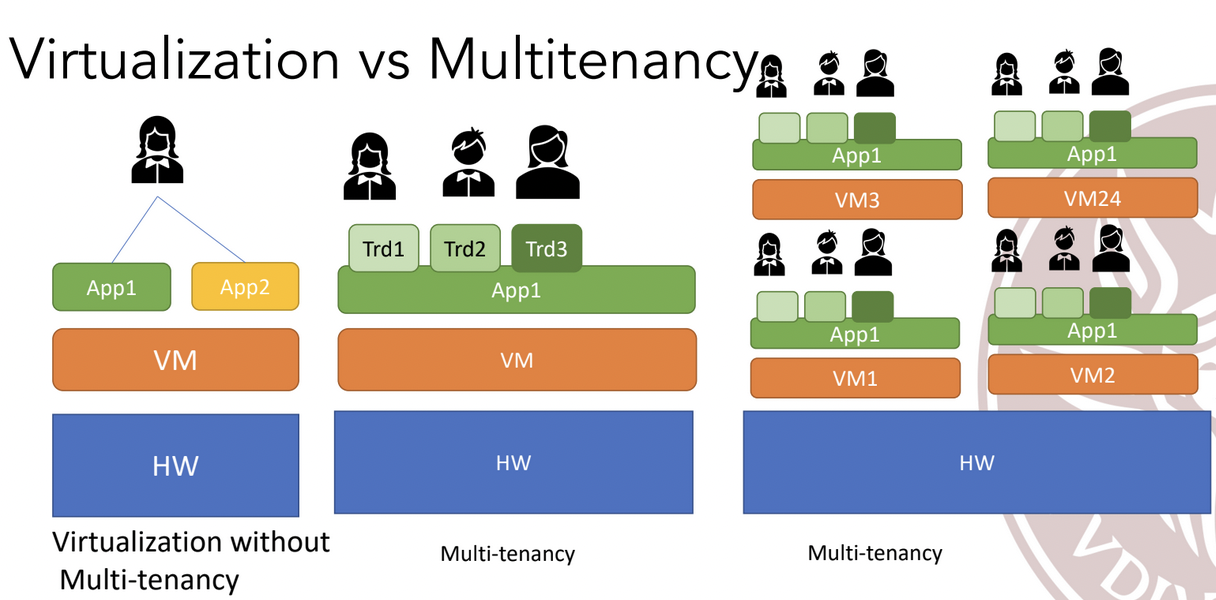 Virtualization vs Multitenancy
App1
App2
VM
HW
Virtualization without
Multi-tenancy
Trd1
Trd2
Trd3
App1
VM
HW
Multi-tenancy
App1
VM3
App1
VM24
App1
VM1
App1
VM2
HW
Multi-tenancy